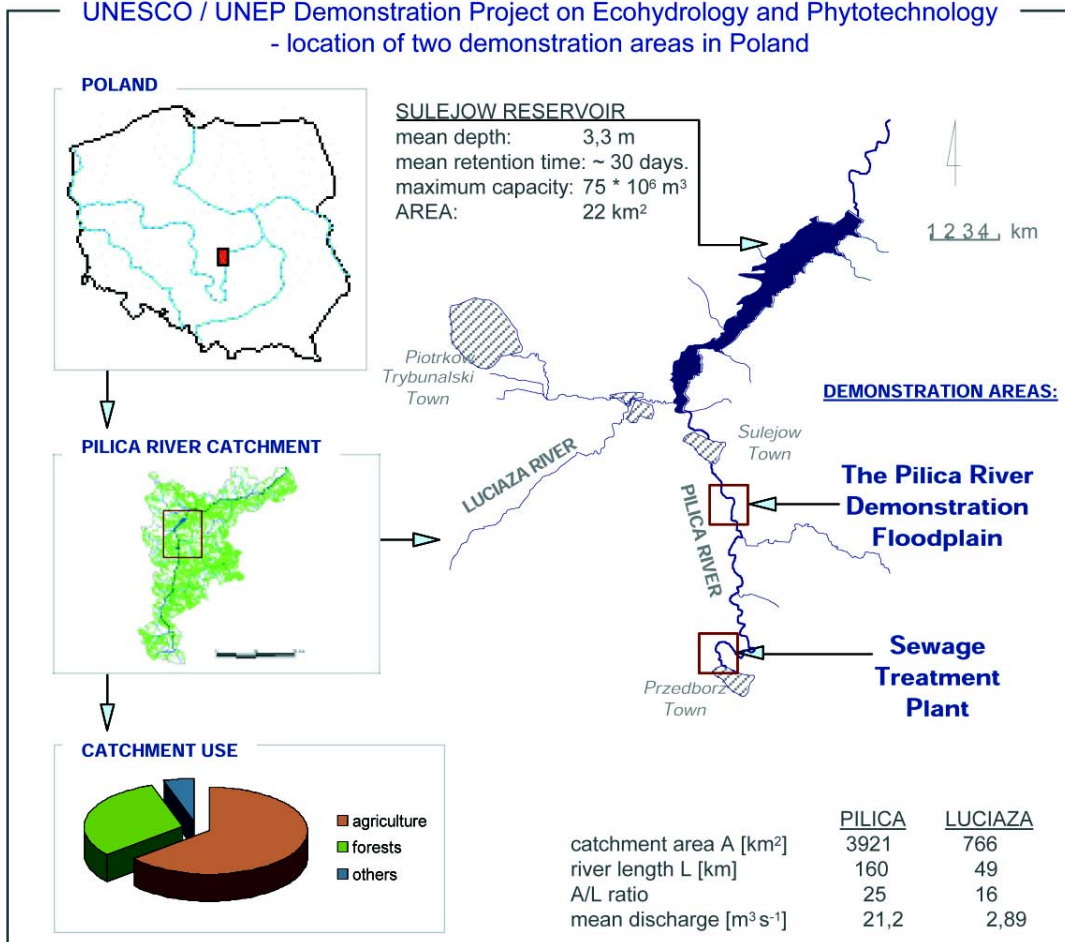 UNESCO / UNEP Demonstration Project on Ecohydrology and Phytotechnology
- location of two demonstration areas in Poland
POLAND
SULEJOW RESERVOIR
mean depth: 3,3 m
mean retention time: ~ 30 days.
maximum capacity: 75 * 10⁶ m³
AREA: 22 km²
1 2 3 4 km
Piotrkow
Trybunalski
Town
DEMONSTRATION AREAS:
Sulejow
Town
PILICA RIVER CATCHMENT
LUCIAZA RIVER
PILICA RIVER
The Pilica River
Demonstration
Floodplain
Sewage
Treatment
Plant
Przedborz
Town
CATCHMENT USE
agriculture
forests
others
PILICA LUCIAZA
catchment area A [km²] 3921 766
river length L [km] 160 49
A/L ratio 25 16
mean discharge [m³ s⁻¹] 21,2 2,89